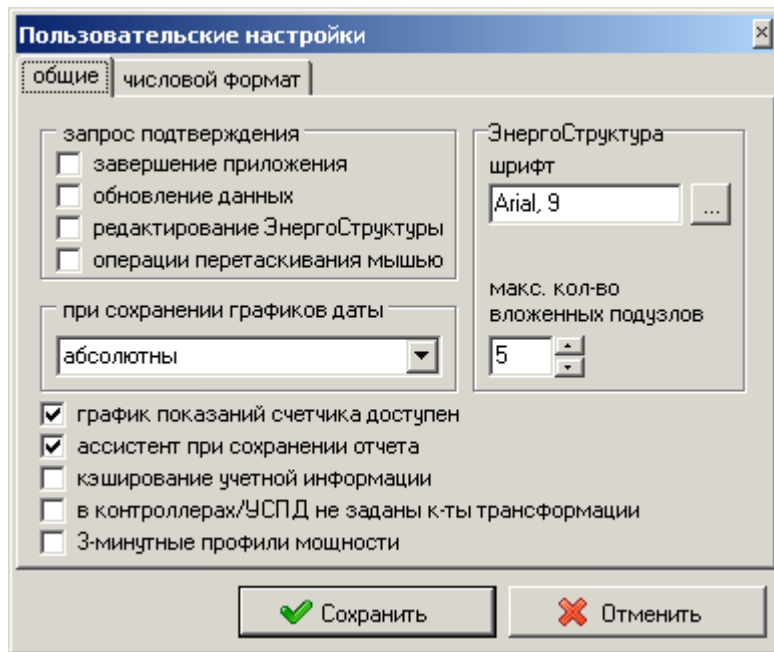 Пользовательские настройки
общие
числовой формат
запрос подтверждения
завершение приложения
обновление данных
редактирование ЭнергоСтруктуры
операции перетаскивания мышью
при сохранении графиков даты
абсолютны
ЭнергоСтруктура
шрифт
Arial, 9
...
макс. кол-во
вложенных подузлов
5
график показаний счетчика доступен
ассистент при сохранении отчета
кэширование учетной информации
в контроллерах/УСПД не заданы к-ты трансформации
3-минутные профили мощности
Сохранить
Отменить